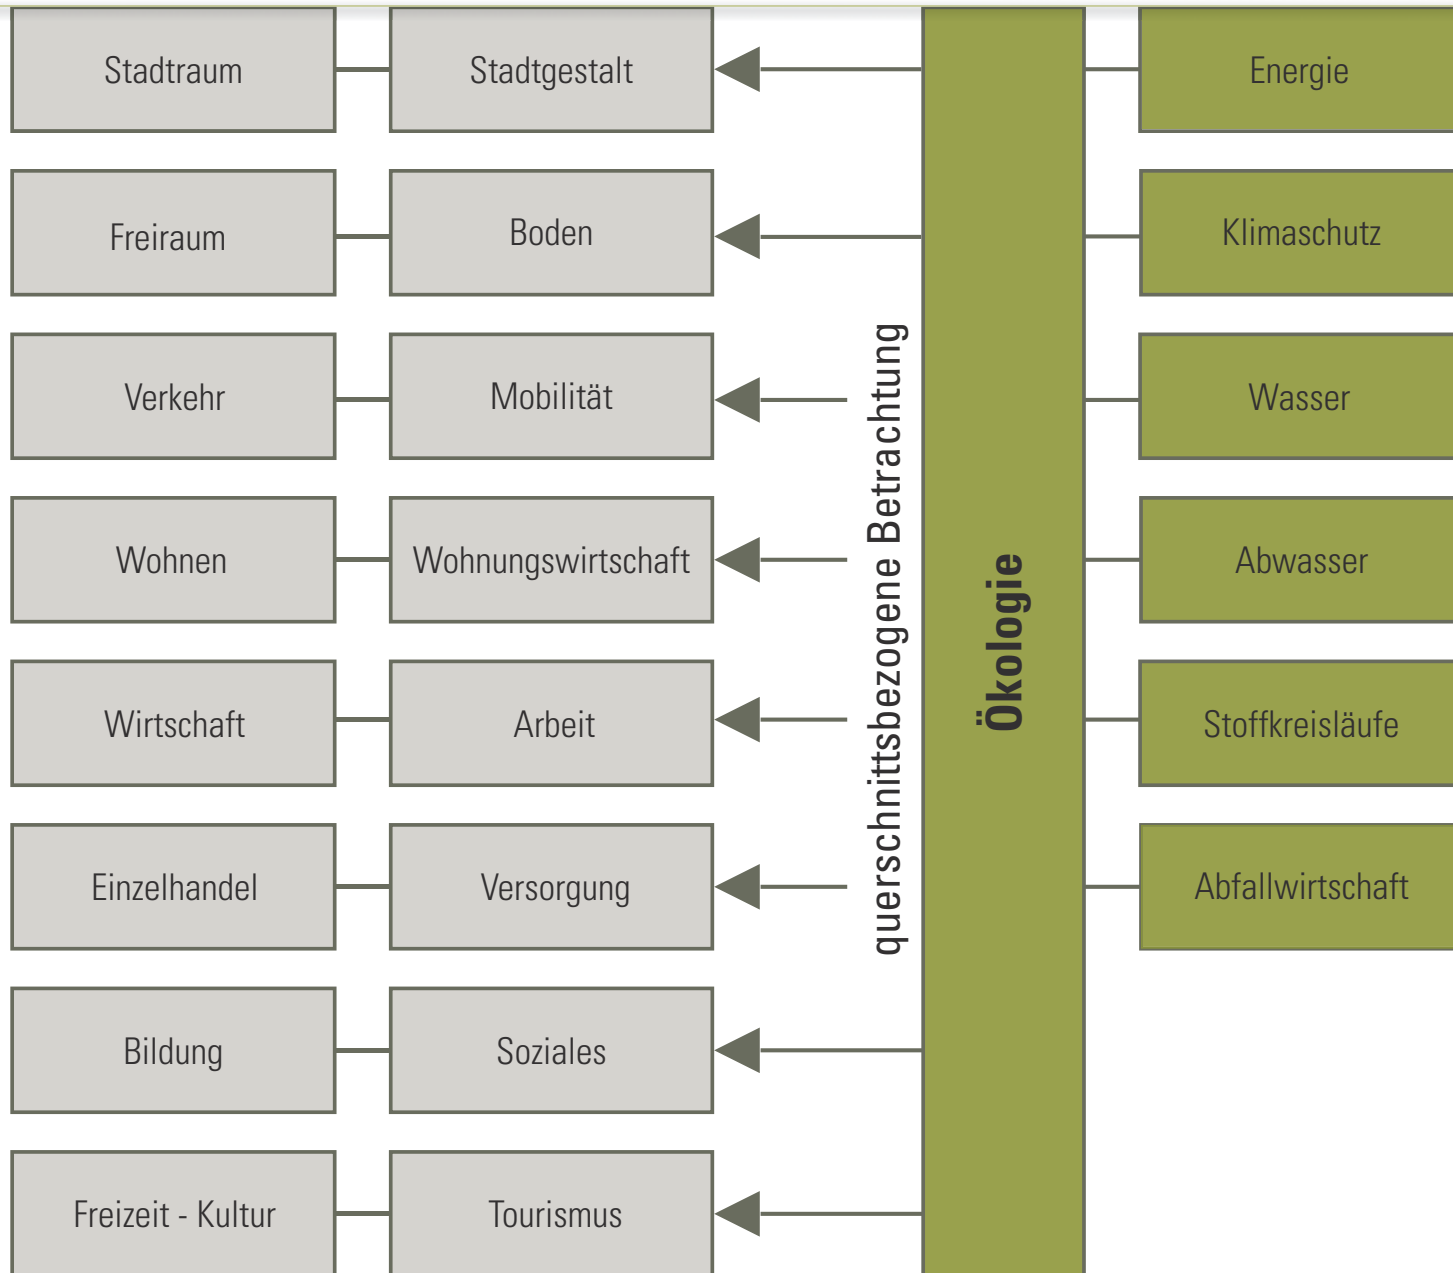 Stadtraum
Stadtgestalt
Energie
Freiraum
Boden
Klimaschutz
Verkehr
Mobilität
Wasser
Wohnen
Wohnungswirtschaft
Abwasser
Wirtschaft
Arbeit
Stoffkreisläufe
Einzelhandel
Versorgung
Abfallwirtschaft
Bildung
Soziales
Freizeit - Kultur
Tourismus
querschnittsbezogene Betrachtung
Ökologie